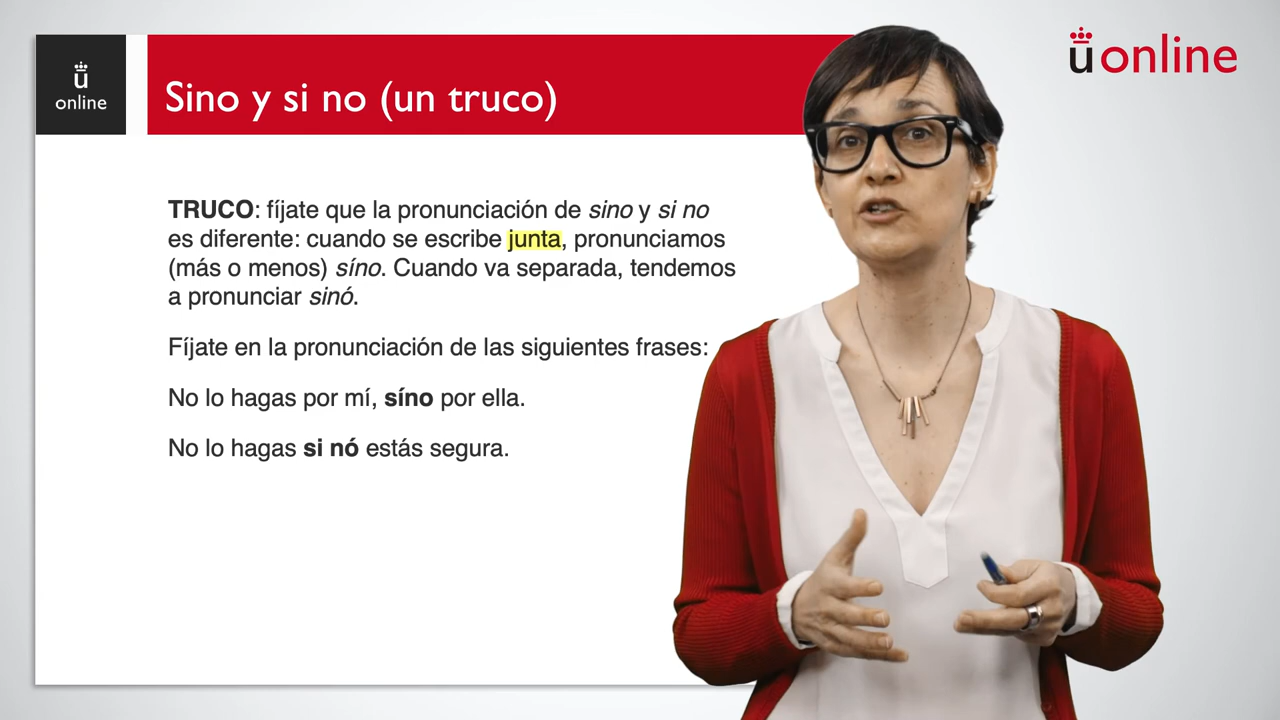 ü
online
Sino y si no (un truco)
üonline
TRUCO: fíjate que la pronunciación de sino y si no
es diferente: cuando se escribe junta, pronunciamos
(más o menos) síno. Cuando va separada, tendemos
a pronunciar sinó.
Fíjate en la pronunciación de las siguientes frases:
No lo hagas por mí, síno por ella.
No lo hagas si nó estás segura.